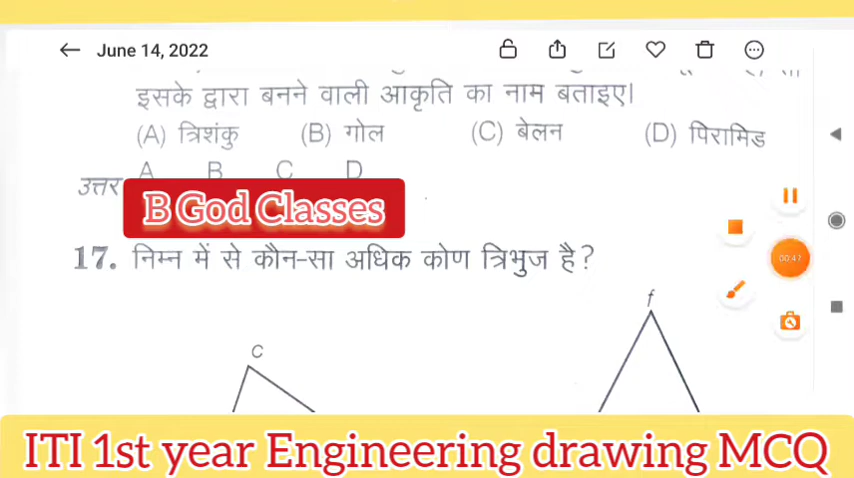 June 14, 2022
इसके द्वारा बनने वाली आकृति का नाम बताइए।
(A) त्रिशंकु (B) गोल (C) बेलन (D) पिरामिड
उत्तर A B C D
B God Classes
17. निम्न में से कौन-सा अधिक कोण त्रिभुज है?
00:47
f
C
ITI 1st year Engineering drawing MCQ